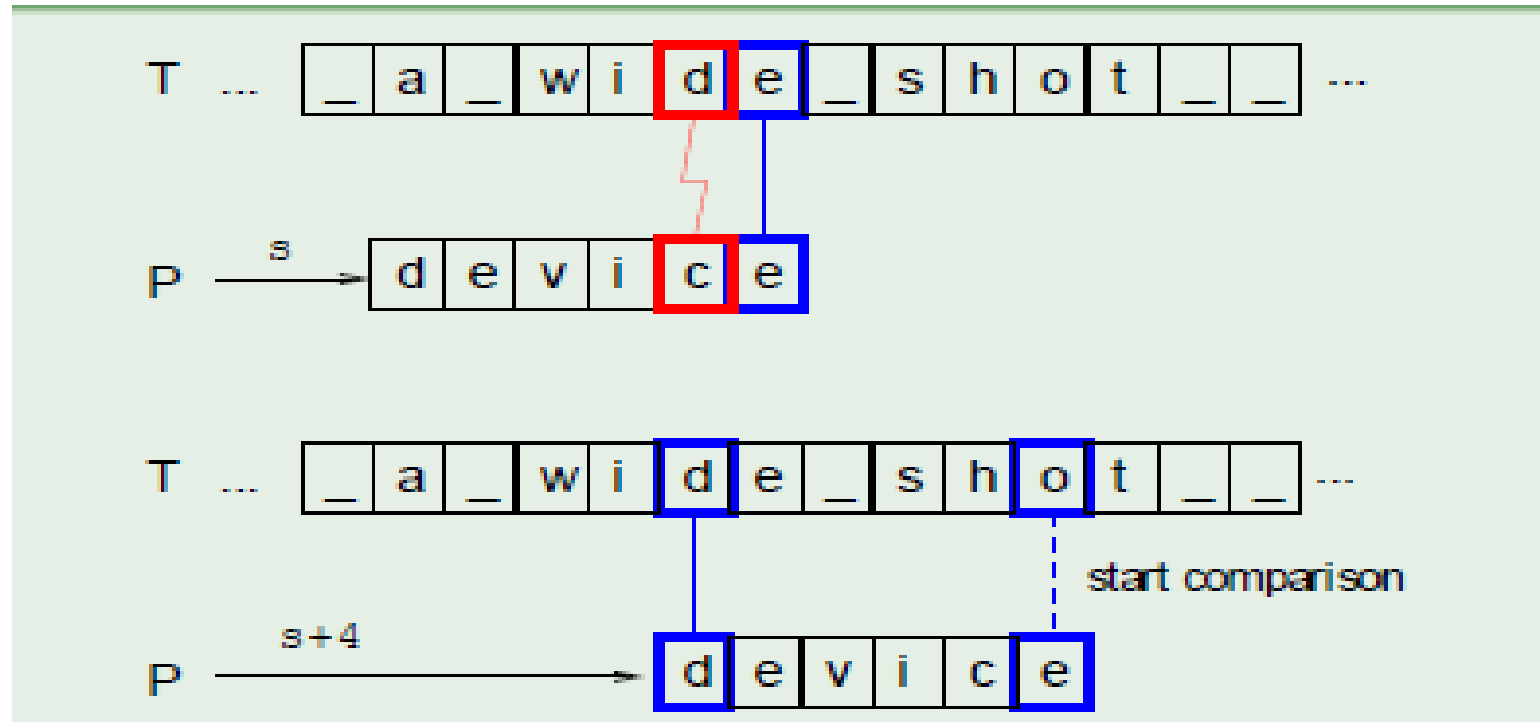 T ... _ a _ w i d e _ s h o t _ _ ...
s
P d e v i c e
T ... _ a _ w i d e _ s h o t _ _ ...
start comparison
s+4
P d e v i c e